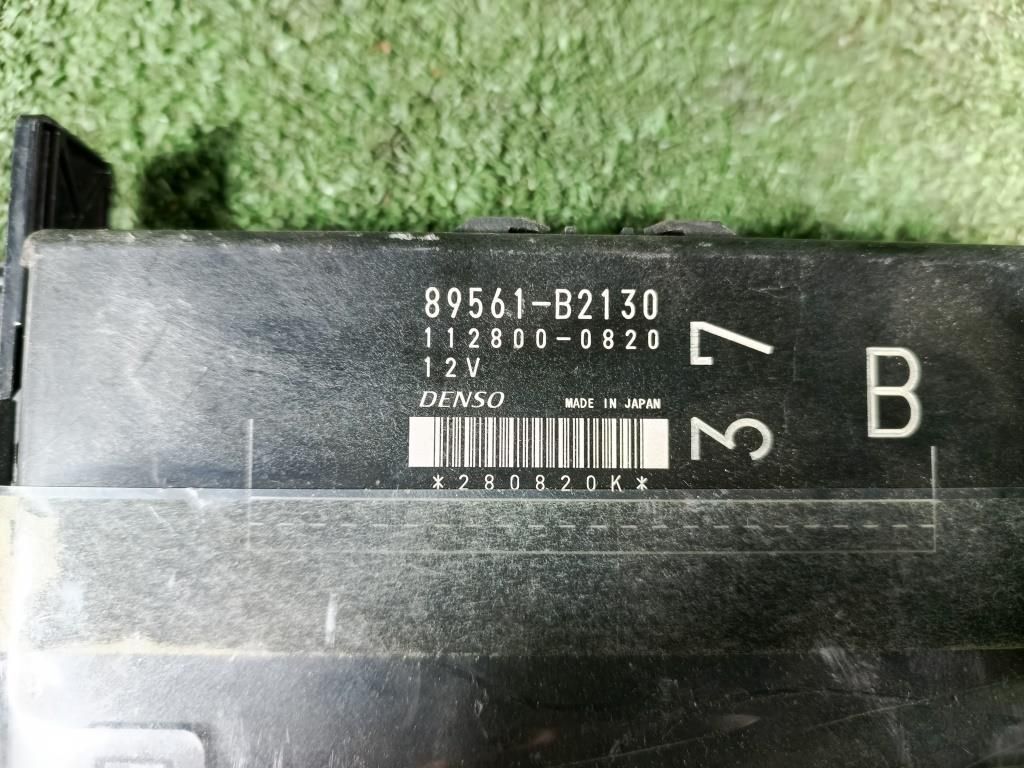 89561-B2130
112800-0820
12V
DENSO MADE IN JAPAN
*280820K*
37
B